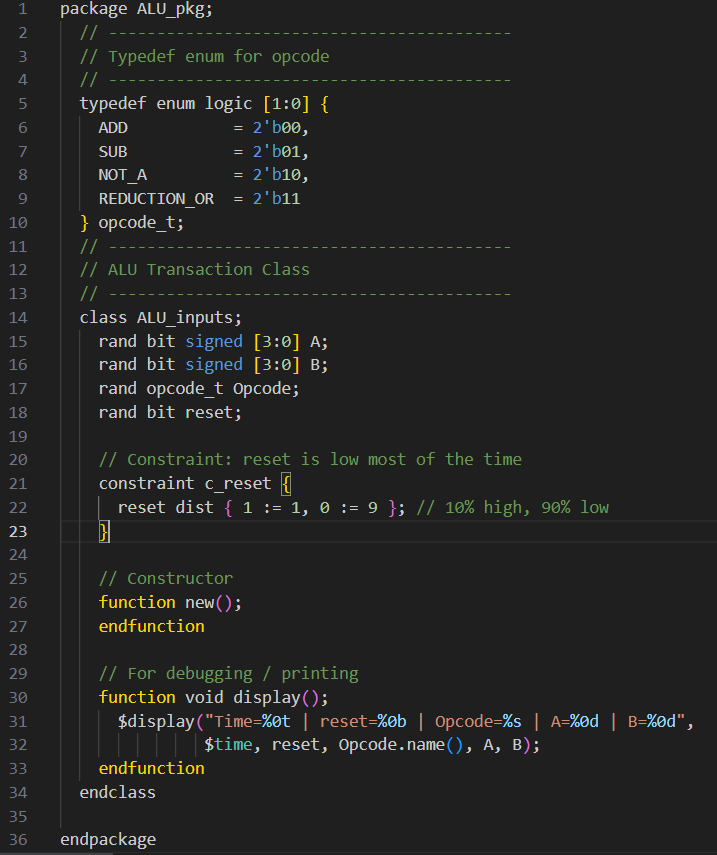 1 package ALU_pkg;
2 // ------------------------------------------
3 // Typedef enum for opcode
4 // ------------------------------------------
5 typedef enum logic [1:0] {
6 ADD = 2'b00,
7 SUB = 2'b01,
8 NOT_A = 2'b10,
9 REDUCTION_OR = 2'b11
10 } opcode_t;
11 // ------------------------------------------
12 // ALU Transaction Class
13 // ------------------------------------------
14 class ALU_inputs;
15 rand bit signed [3:0] A;
16 rand bit signed [3:0] B;
17 rand opcode_t Opcode;
18 rand bit reset;
19
20 // Constraint: reset is low most of the time
21 constraint c_reset {
22 reset dist { 1 := 1, 0 := 9 }; // 10% high, 90% low
23 }
24
25 // Constructor
26 function new();
27 endfunction
28
29 // For debugging / printing
30 function void display();
31 $display("Time=%0t | reset=%0b | Opcode=%s | A=%0d | B=%0d",
32 $time, reset, Opcode.name(), A, B);
33 endfunction
34 endclass
35
36 endpackage